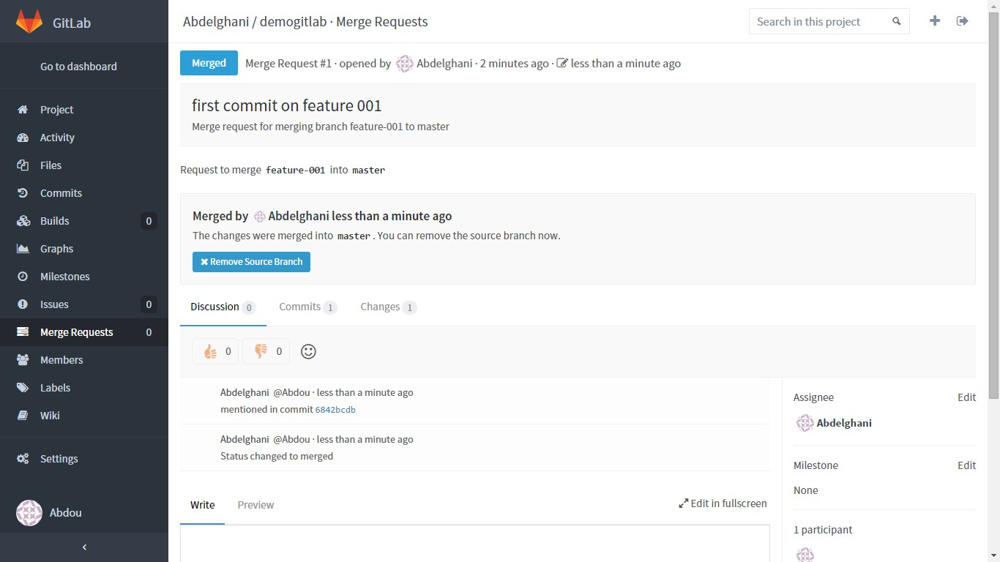 GitLab
Go to dashboard
Project
Activity
Files
Commits
Builds 0
Graphs
Milestones
Issues 0
Merge Requests 0
Members
Labels
Wiki
Settings
Abdou
Abdelghani / demogitlab · Merge Requests
Search in this project
Merged Merge Request #1 · opened by Abdelghani · 2 minutes ago · less than a minute ago
first commit on feature 001
Merge request for merging branch feature-001 to master
Request to merge feature-001 into master
Merged by Abdelghani less than a minute ago
The changes were merged into master. You can remove the source branch now.
Remove Source Branch
Discussion 0 Commits 1 Changes 1
0 0
Abdelghani @Abdou · less than a minute ago
mentioned in commit 6842bcdb
Abdelghani @Abdou · less than a minute ago
Status changed to merged
Write Preview Edit in fullscreen
Assignee Edit
Abdelghani
Milestone Edit
None
1 participant